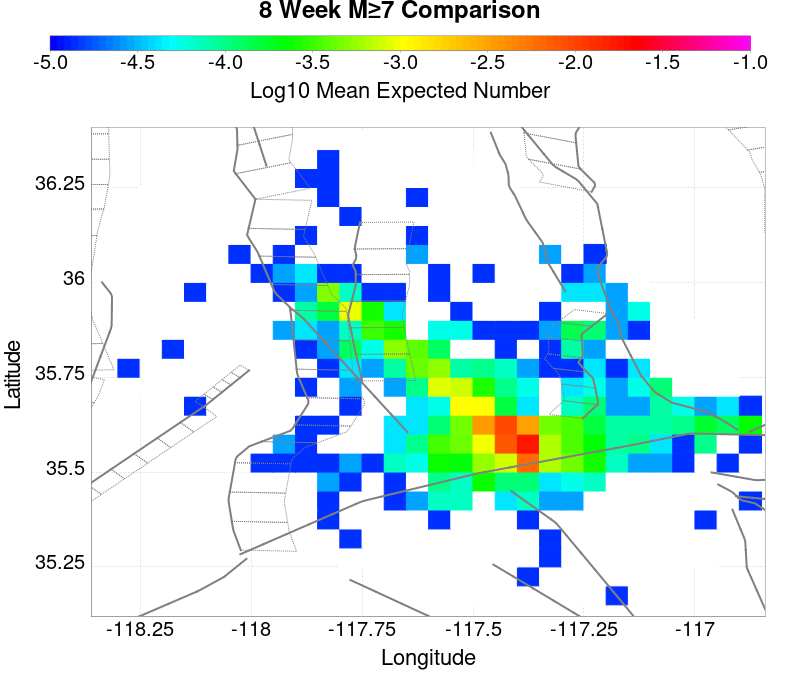 8 Week M≥7 Comparison
-5.0 -4.5 -4.0 -3.5 -3.0 -2.5 -2.0 -1.5 -1.0
Log10 Mean Expected Number
36.25
36
35.75
35.5
35.25
Latitude
-118.25 -118 -117.75 -117.5 -117.25 -117
Longitude